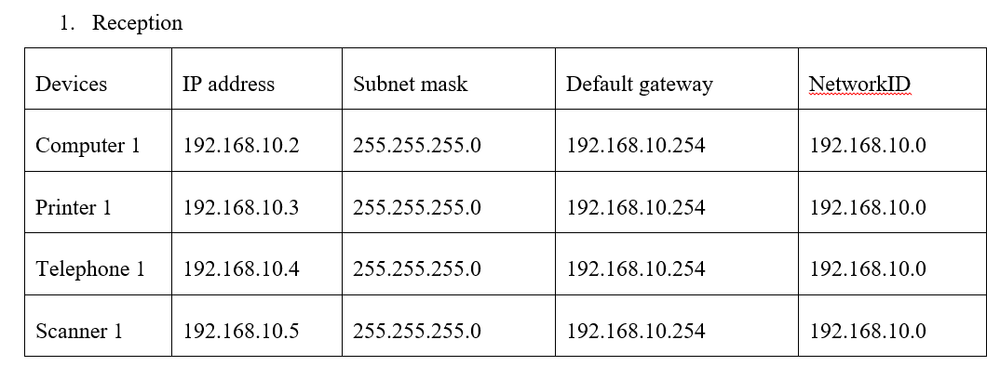 1. Reception
Devices IP address Subnet mask Default gateway NetworkID
Computer 1 192.168.10.2 255.255.255.0 192.168.10.254 192.168.10.0
Printer 1 192.168.10.3 255.255.255.0 192.168.10.254 192.168.10.0
Telephone 1 192.168.10.4 255.255.255.0 192.168.10.254 192.168.10.0
Scanner 1 192.168.10.5 255.255.255.0 192.168.10.254 192.168.10.0